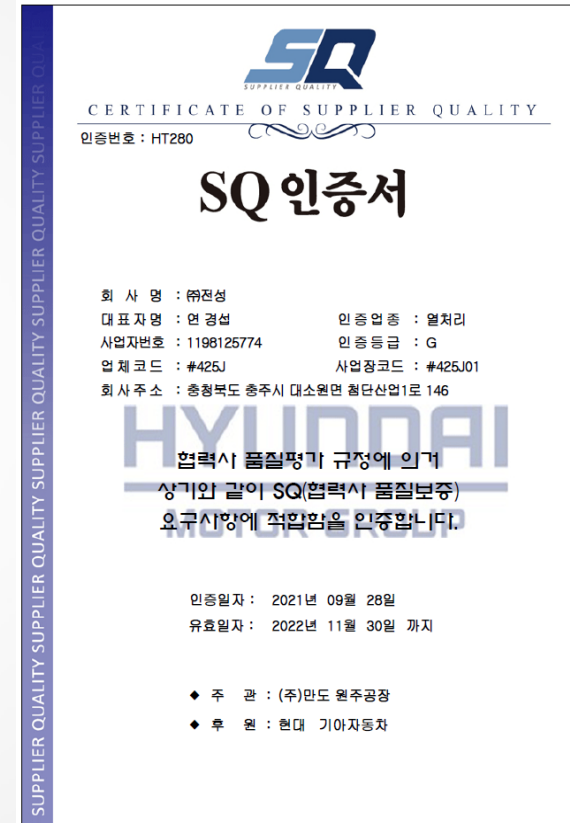 SQ
SUPPLIER QUALITY
CERTIFICATE OF SUPPLIER QUALITY
인증번호 : HT280
SQ 인증서
회 사 명 : ㈜전성
대표자명 : 연 경섭 인증업종 : 열처리
사업자번호 : 1198125774 인증등급 : G
업체코드 : #425J 사업장코드 : #425J01
회사주소 : 충청북도 충주시 대소원면 첨단산업1로 146
HYUNDAI
MOTOR GROUP
협력사 품질평가 규정에 의거
상기와 같이 SQ(협력사 품질보증)
요구사항에 적합함을 인증합니다.
인증일자 : 2021년 09월 28일
유효일자 : 2022년 11월 30일 까지
◆ 주 관 : (주)만도 원주공장
◆ 후 원 : 현대 기아자동차
SUPPLIER QUALITY SUPPLIER QUALITY SUPPLIER QUALITY SUPPLIER QUALITY SUPPLIER QUALITY SUPPLIER QUALITY